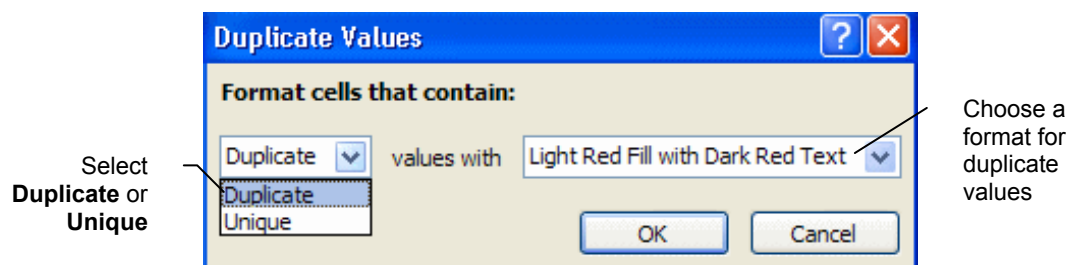 Duplicate Values
?
Format cells that contain:
Duplicate values with Light Red Fill with Dark Red Text
Duplicate
Unique
OK Cancel
Select
Duplicate or
Unique
Choose a
format for
duplicate
values